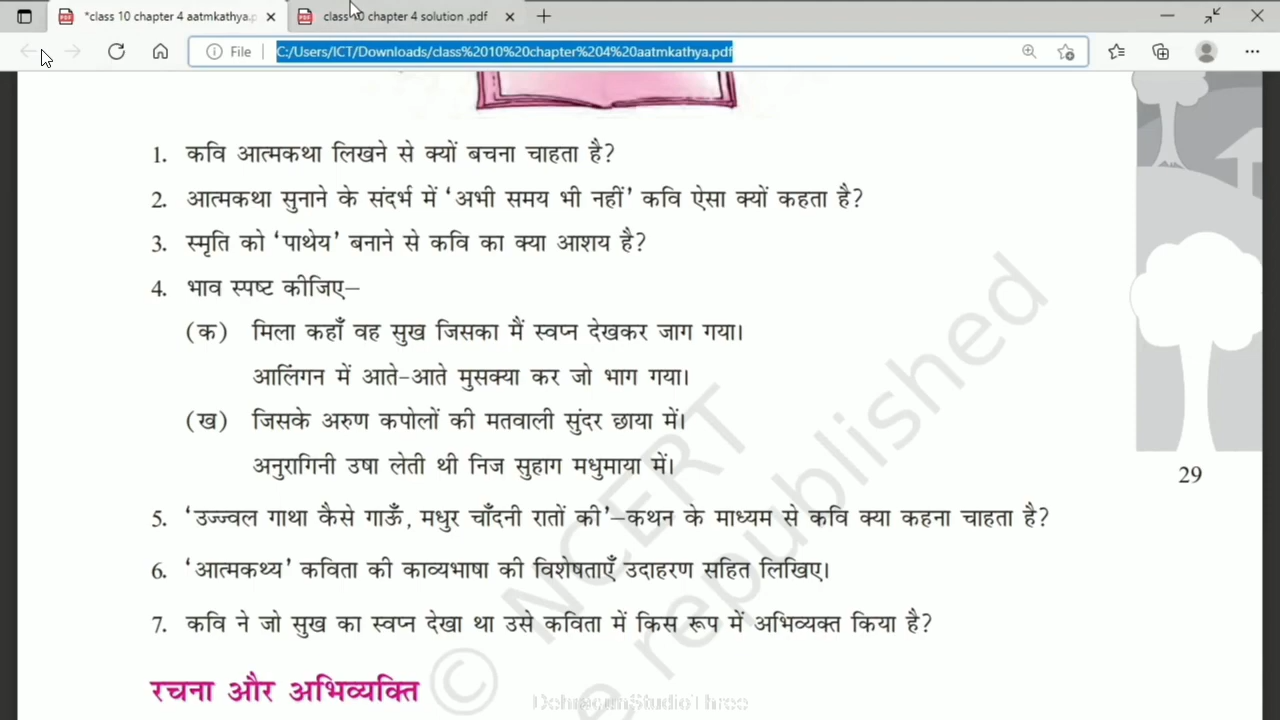 *class 10 chapter 4 aatmkathya.p
class 10 chapter 4 solution .pdf
File
C:/Users/ICT/Downloads/class%2010%20chapter%204%20aatmkathya.pdf
1. कवि आत्मकथा लिखने से क्यों बचना चाहता है?
2. आत्मकथा सुनाने के संदर्भ में ‘अभी समय भी नहीं’ कवि ऐसा क्यों कहता है?
3. स्मृति को ‘पाथेय’ बनाने से कवि का क्या आशय है?
4. भाव स्पष्ट कीजिए–
(क) मिला कहाँ वह सुख जिसका मैं स्वप्न देखकर जाग गया।
आलिंगन में आते-आते मुसक्या कर जो भाग गया।
(ख) जिसके अरुण कपोलों की मतवाली सुंदर छाया में।
अनुरागिनी उषा लेती थी निज सुहाग मधुमाया में।
29
5. ‘उज्ज्वल गाथा कैसे गाऊँ, मधुर चाँदनी रातों की’–कथन के माध्यम से कवि क्या कहना चाहता है?
6. ‘आत्मकथ्य’ कविता की काव्यभाषा की विशेषताएँ उदाहरण सहित लिखिए।
7. कवि ने जो सुख का स्वप्न देखा था उसे कविता में किस रूप में अभिव्यक्त किया है?
रचना और अभिव्यक्ति
© NCERT
be republished